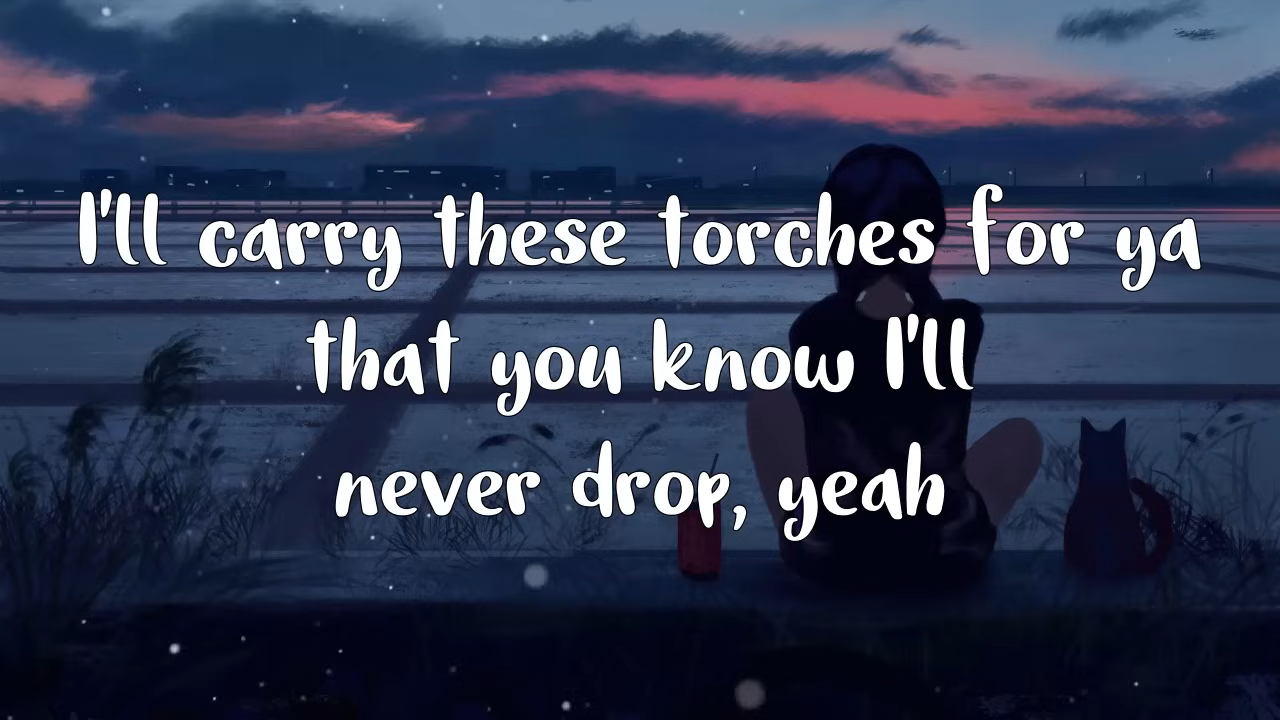 I'll carry these torches for ya
that you know I'll
never drop, yeah